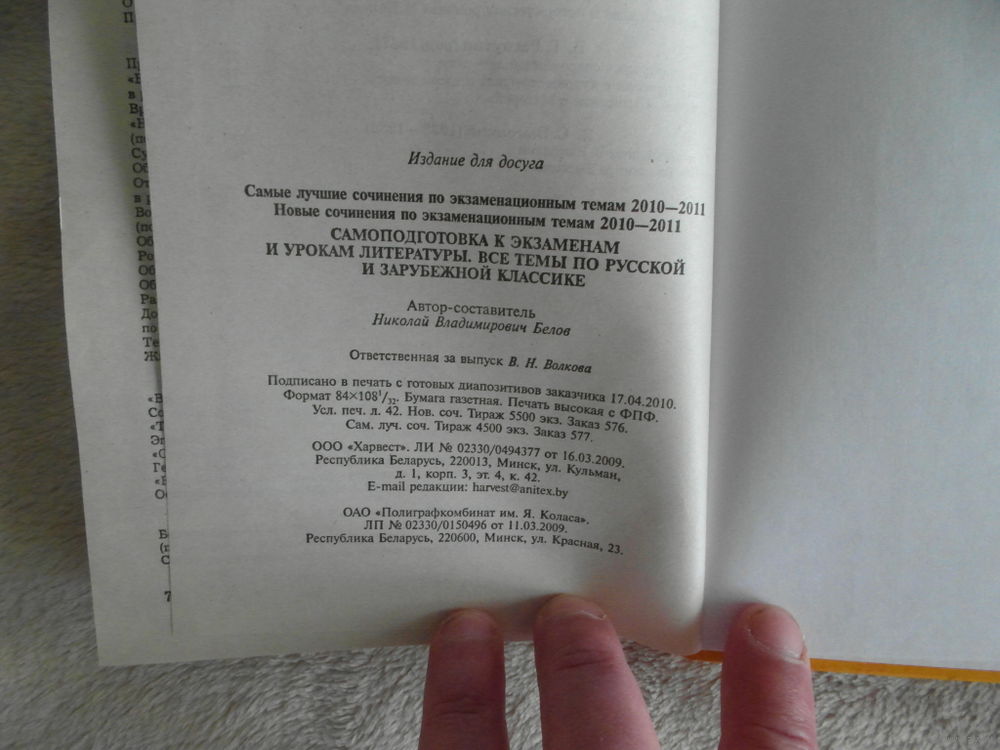 Издание для досуга
Самые лучшие сочинения по экзаменационным темам 2010—2011
Новые сочинения по экзаменационным темам 2010—2011
САМОПОДГОТОВКА К ЭКЗАМЕНАМ
И УРОКАМ ЛИТЕРАТУРЫ. ВСЕ ТЕМЫ ПО РУССКОЙ
И ЗАРУБЕЖНОЙ КЛАССИКЕ
Автор-составитель
Николай Владимирович Белов
Ответственная за выпуск В. Н. Волкова
Подписано в печать с готовых диапозитивов заказчика 17.04.2010.
Формат 84×108¹/₃₂. Бумага газетная. Печать высокая с ФПФ.
Усл. печ. л. 42. Нов. соч. Тираж 5500 экз. Заказ 576.
Сам. луч. соч. Тираж 4500 экз. Заказ 577.
ООО «Харвест». ЛИ № 02330/0494377 от 16.03.2009.
Республика Беларусь, 220013, Минск, ул. Кульман,
д. 1, корп. 3, эт. 4, к. 42.
E-mail редакции: harvest@anitex.by
ОАО «Полиграфкомбинат им. Я. Коласа».
ЛП № 02330/0150496 от 11.03.2009.
Республика Беларусь, 220600, Минск, ул. Красная, 23.